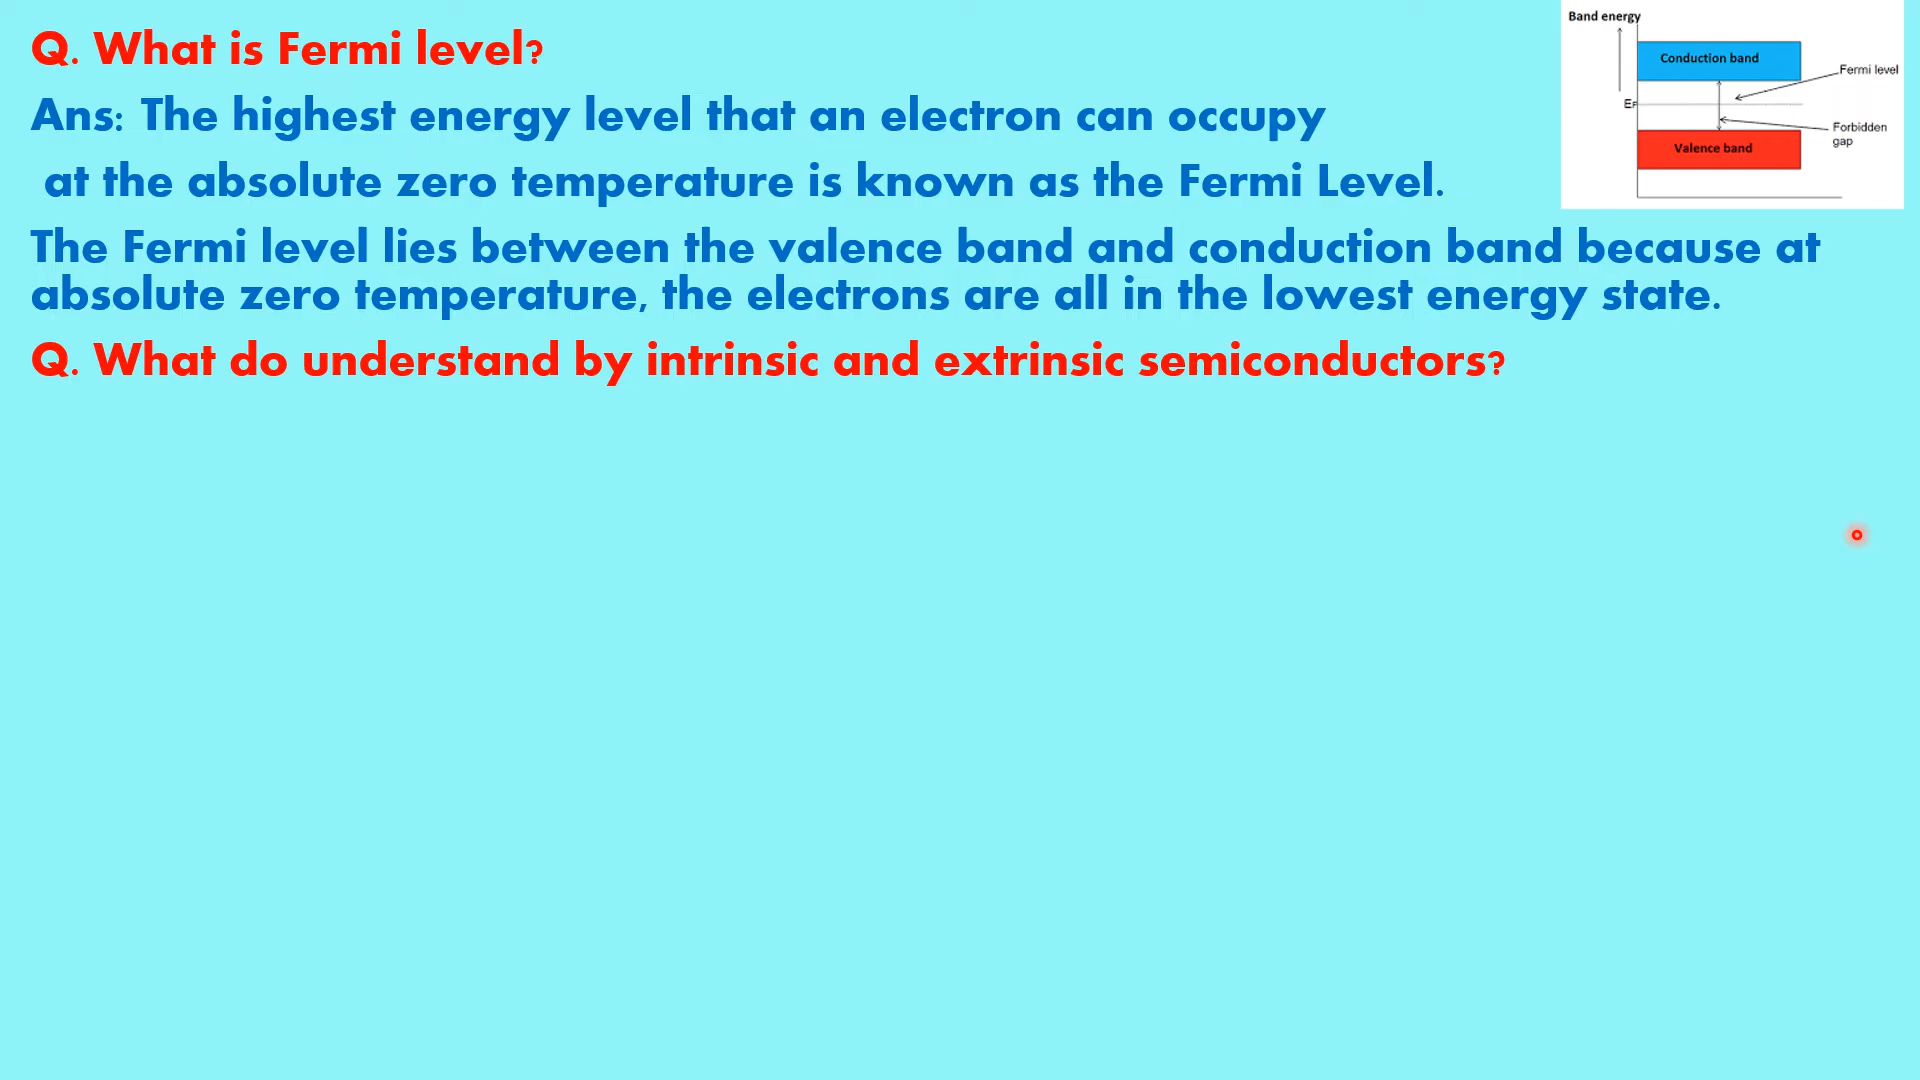 Q. What is Fermi level?
Ans: The highest energy level that an electron can occupy
at the absolute zero temperature is known as the Fermi Level.
The Fermi level lies between the valence band and conduction band because at
absolute zero temperature, the electrons are all in the lowest energy state.
Q. What do understand by intrinsic and extrinsic semiconductors?
Band energy
Conduction band
Fermi level
EF
Forbidden
gap
Valence band